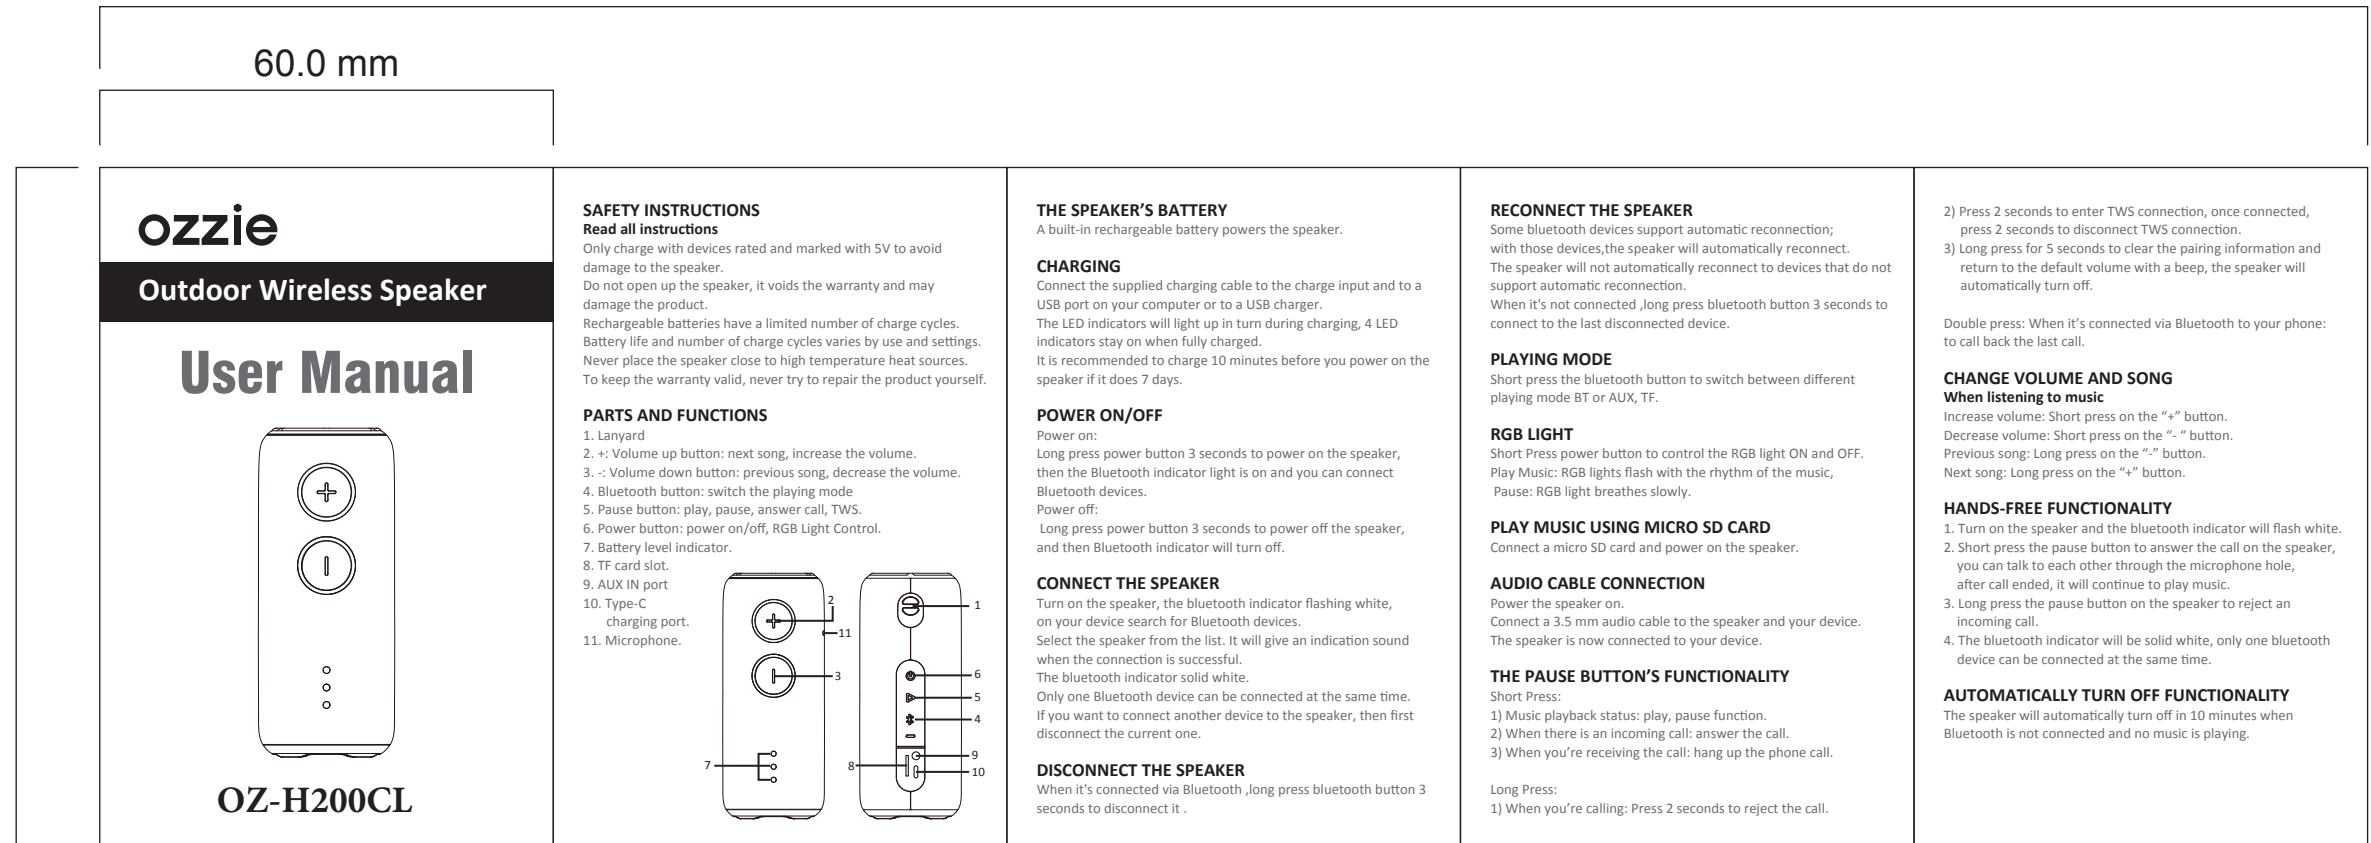 60.0 mm
ozzie
Outdoor Wireless Speaker
User Manual
OZ-H200CL
SAFETY INSTRUCTIONS
Read all instructions
Only charge with devices rated and marked with 5V to avoid
damage to the speaker.
Do not open up the speaker, it voids the warranty and may
damage the product.
Rechargeable batteries have a limited number of charge cycles.
Battery life and number of charge cycles varies by use and settings.
Never place the speaker close to high temperature heat sources.
To keep the warranty valid, never try to repair the product yourself.
PARTS AND FUNCTIONS
1. Lanyard
2. +: Volume up button: next song, increase the volume.
3. -: Volume down button: previous song, decrease the volume.
4. Bluetooth button: switch the playing mode
5. Pause button: play, pause, answer call, TWS.
6. Power button: power on/off, RGB Light Control.
7. Battery level indicator.
8. TF card slot.
9. AUX IN port
10. Type-C
charging port.
11. Microphone.
2
11
3
7
1
6
5
4
9
8
10
THE SPEAKER’S BATTERY
A built-in rechargeable battery powers the speaker.
CHARGING
Connect the supplied charging cable to the charge input and to a
USB port on your computer or to a USB charger.
The LED indicators will light up in turn during charging, 4 LED
indicators stay on when fully charged.
It is recommended to charge 10 minutes before you power on the
speaker if it does 7 days.
POWER ON/OFF
Power on:
Long press power button 3 seconds to power on the speaker,
then the Bluetooth indicator light is on and you can connect
Bluetooth devices.
Power off:
Long press power button 3 seconds to power off the speaker,
and then Bluetooth indicator will turn off.
CONNECT THE SPEAKER
Turn on the speaker, the bluetooth indicator flashing white,
on your device search for Bluetooth devices.
Select the speaker from the list. It will give an indication sound
when the connection is successful.
The bluetooth indicator solid white.
Only one Bluetooth device can be connected at the same time.
If you want to connect another device to the speaker, then first
disconnect the current one.
DISCONNECT THE SPEAKER
When it's connected via Bluetooth ,long press bluetooth button 3
seconds to disconnect it .
RECONNECT THE SPEAKER
Some bluetooth devices support automatic reconnection;
with those devices,the speaker will automatically reconnect.
The speaker will not automatically reconnect to devices that do not
support automatic reconnection.
When it's not connected ,long press bluetooth button 3 seconds to
connect to the last disconnected device.
PLAYING MODE
Short press the bluetooth button to switch between different
playing mode BT or AUX, TF.
RGB LIGHT
Short Press power button to control the RGB light ON and OFF.
Play Music: RGB lights flash with the rhythm of the music,
Pause: RGB light breathes slowly.
PLAY MUSIC USING MICRO SD CARD
Connect a micro SD card and power on the speaker.
AUDIO CABLE CONNECTION
Power the speaker on.
Connect a 3.5 mm audio cable to the speaker and your device.
The speaker is now connected to your device.
THE PAUSE BUTTON’S FUNCTIONALITY
Short Press:
1) Music playback status: play, pause function.
2) When there is an incoming call: answer the call.
3) When you’re receiving the call: hang up the phone call.
Long Press:
1) When you’re calling: Press 2 seconds to reject the call.
2) Press 2 seconds to enter TWS connection, once connected,
press 2 seconds to disconnect TWS connection.
3) Long press for 5 seconds to clear the pairing information and
return to the default volume with a beep, the speaker will
automatically turn off.
Double press: When it’s connected via Bluetooth to your phone:
to call back the last call.
CHANGE VOLUME AND SONG
When listening to music
Increase volume: Short press on the “+” button.
Decrease volume: Short press on the “- “ button.
Previous song: Long press on the “-” button.
Next song: Long press on the “+” button.
HANDS-FREE FUNCTIONALITY
1. Turn on the speaker and the bluetooth indicator will flash white.
2. Short press the pause button to answer the call on the speaker,
you can talk to each other through the microphone hole,
after call ended, it will continue to play music.
3. Long press the pause button on the speaker to reject an
incoming call.
4. The bluetooth indicator will be solid white, only one bluetooth
device can be connected at the same time.
AUTOMATICALLY TURN OFF FUNCTIONALITY
The speaker will automatically turn off in 10 minutes when
Bluetooth is not connected and no music is playing.